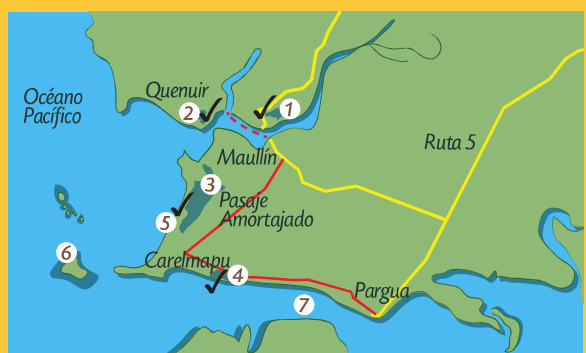 Quenuir
Océano
Pacífico
2
1
Ruta 5
Maullín
3
Pasaje
Amortajado
5
6
Carelmapu
4
Pargua
7